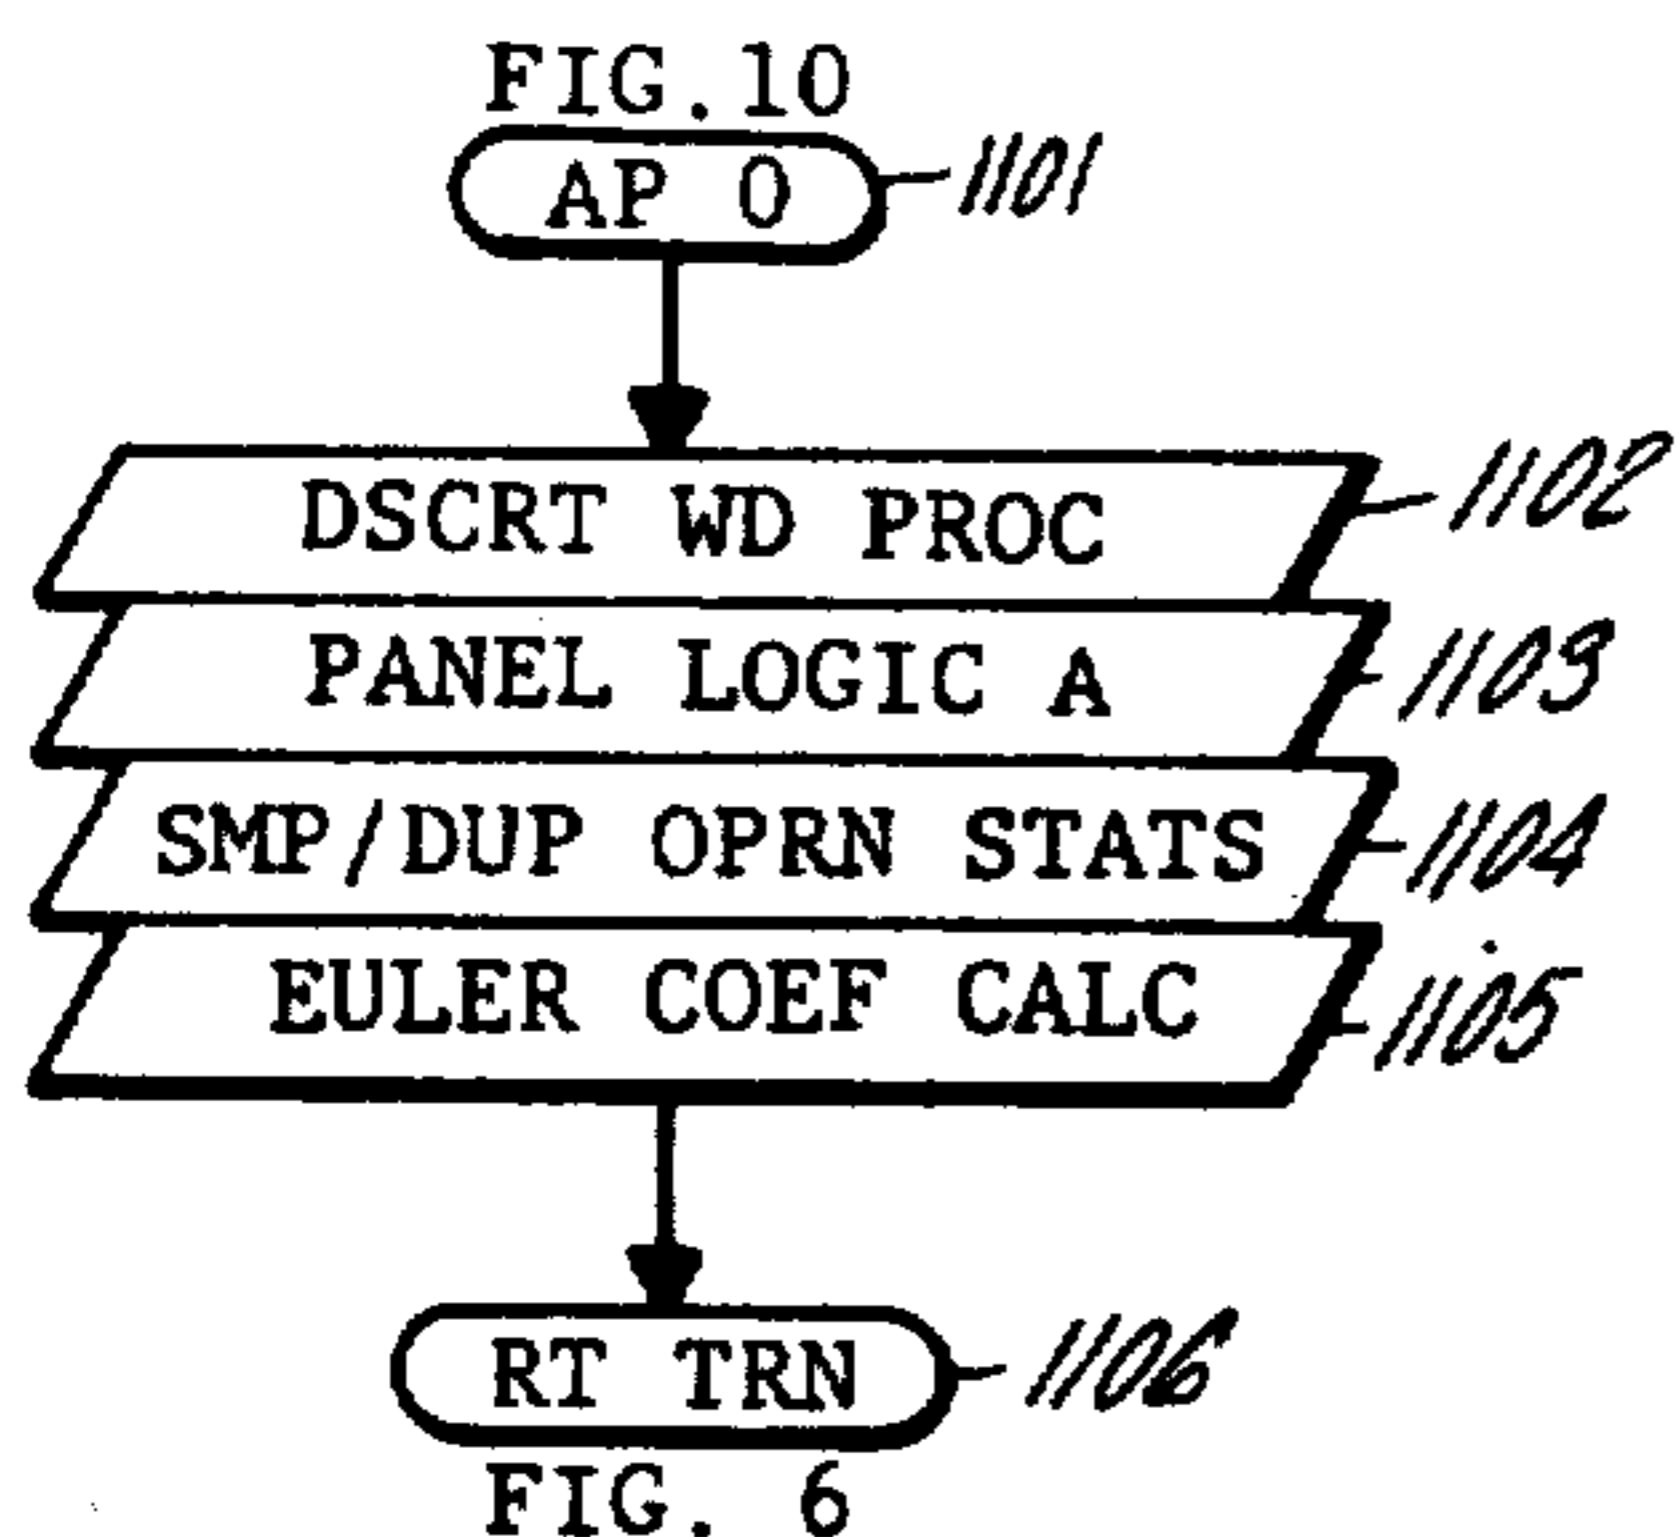 FIG.10
AP 0 1101
DSCRT WD PROC 1102
PANEL LOGIC A 1103
SMP/DUP OPRN STATS 1104
EULER COEF CALC 1105
RT TRN 1106
FIG. 6